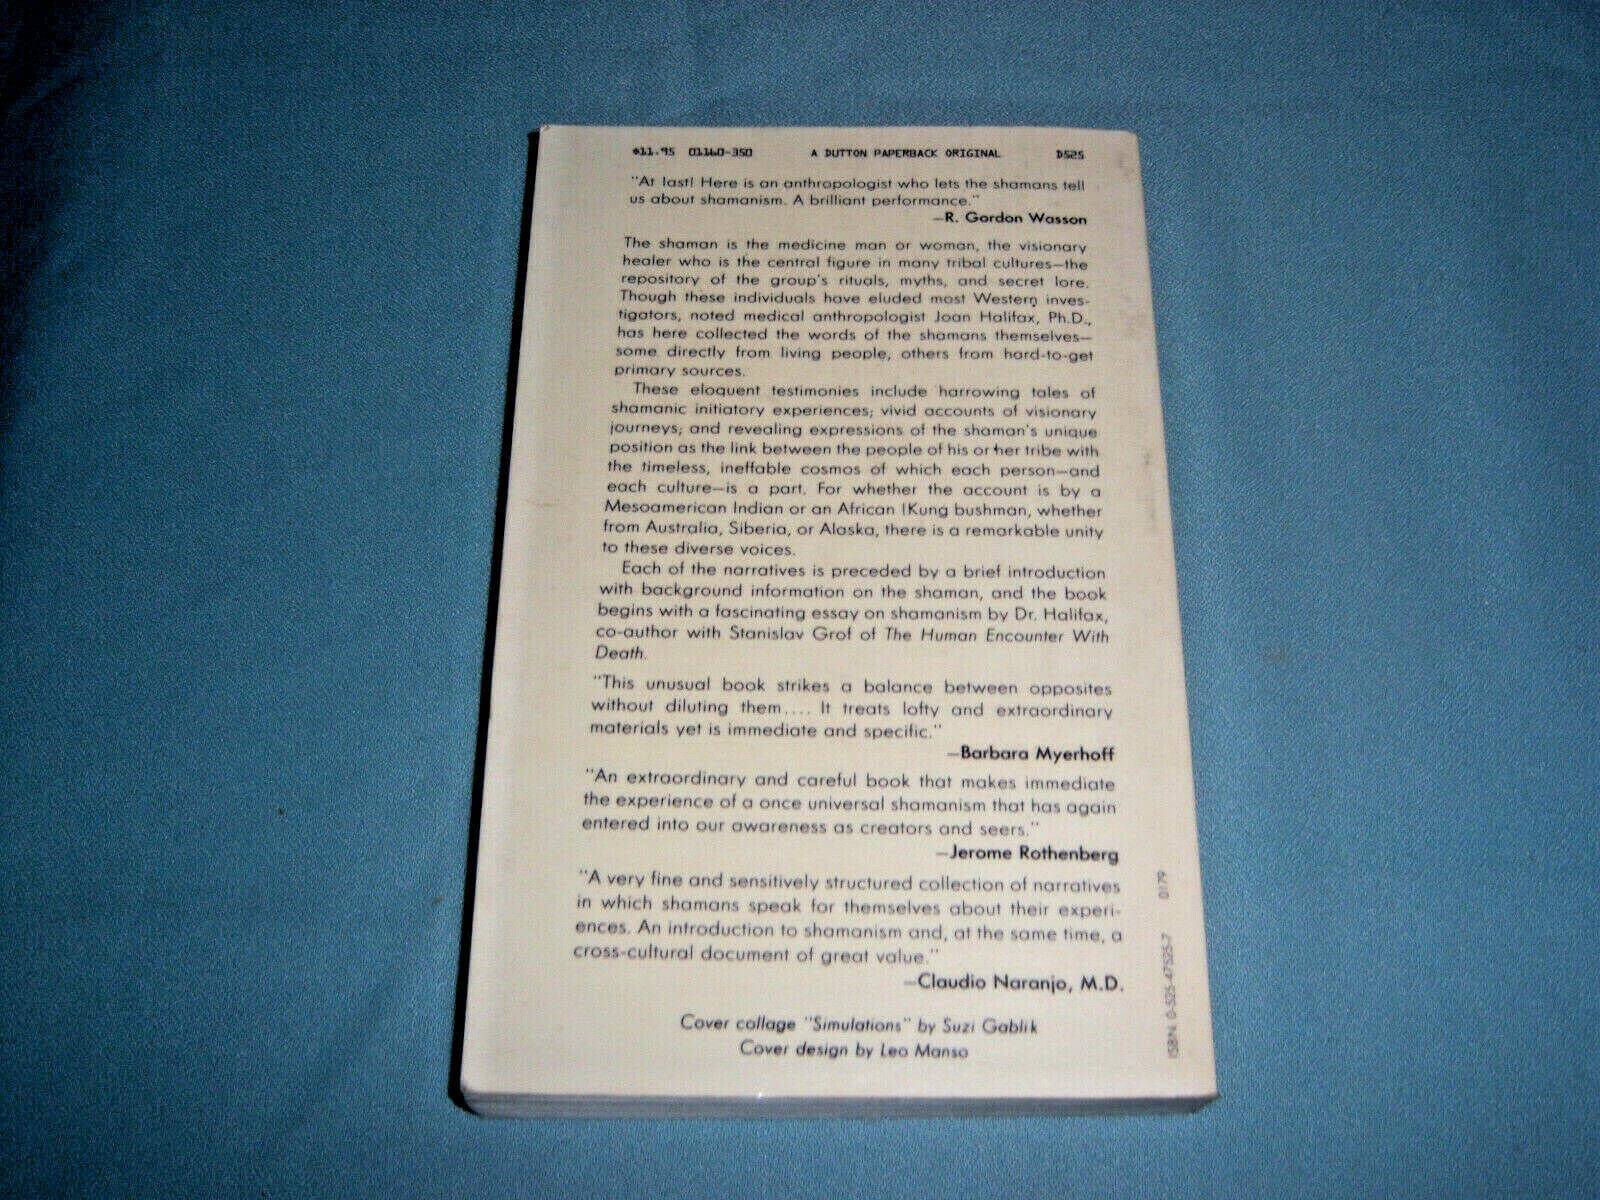 $11.95 01160-350 A DUTTON PAPERBACK ORIGINAL D525
"At last! Here is an anthropologist who lets the shamans tell
us about shamanism. A brilliant performance."
—R. Gordon Wasson
The shaman is the medicine man or woman, the visionary
healer who is the central figure in many tribal cultures—the
repository of the group's rituals, myths, and secret lore.
Though these individuals have eluded most Western inves-
tigators, noted medical anthropologist Joan Halifax, Ph.D.,
has here collected the words of the shamans themselves—
some directly from living people, others from hard-to-get
primary sources.
These eloquent testimonies include harrowing tales of
shamanic initiatory experiences; vivid accounts of visionary
journeys; and revealing expressions of the shaman's unique
position as the link between the people of his or her tribe with
the timeless, ineffable cosmos of which each person—and
each culture—is a part. For whether the account is by a
Mesoamerican Indian or an African !Kung bushman, whether
from Australia, Siberia, or Alaska, there is a remarkable unity
to these diverse voices.
Each of the narratives is preceded by a brief introduction
with background information on the shaman, and the book
begins with a fascinating essay on shamanism by Dr. Halifax,
co-author with Stanislav Grof of The Human Encounter With
Death.
"This unusual book strikes a balance between opposites
without diluting them.... It treats lofty and extraordinary
materials yet is immediate and specific."
—Barbara Myerhoff
"An extraordinary and careful book that makes immediate
the experience of a once universal shamanism that has again
entered into our awareness as creators and seers."
—Jerome Rothenberg
"A very fine and sensitively structured collection of narratives
in which shamans speak for themselves about their experi-
ences. An introduction to shamanism and, at the same time, a
cross-cultural document of great value."
—Claudio Naranjo, M.D.
Cover collage "Simulations" by Suzi Gablik
Cover design by Leo Manso
ISBN 0-525-47525-7 0179